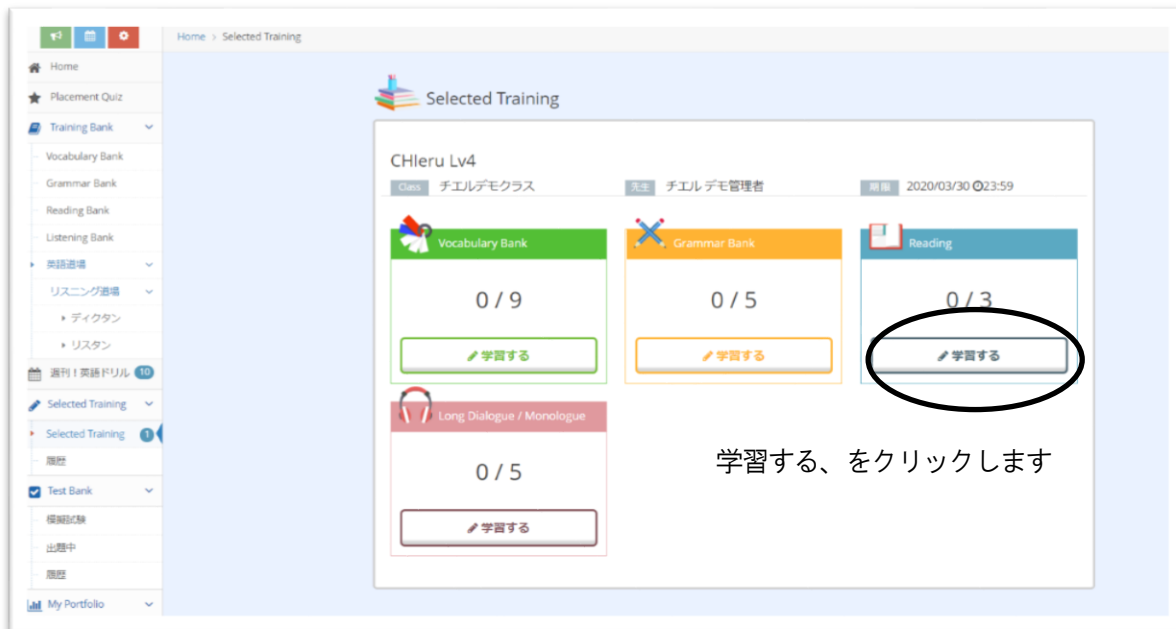 Home > Selected Training
Home
Placement Quiz
Training Bank
Vocabulary Bank
Grammar Bank
Reading Bank
Listening Bank
英語道場
リスニング道場
ディクタン
リスタン
週刊！英語ドリル 10
Selected Training
Selected Training 1
履歴
Test Bank
模擬試験
出題中
履歴
My Portfolio
Selected Training
CHIeru Lv4
Class チエルデモクラス 先生 チエル デモ管理者 期限 2020/03/30 23:59
Vocabulary Bank
0 / 9
学習する
Grammar Bank
0 / 5
学習する
Reading
0 / 3
学習する
Long Dialogue / Monologue
0 / 5
学習する
学習する、をクリックします